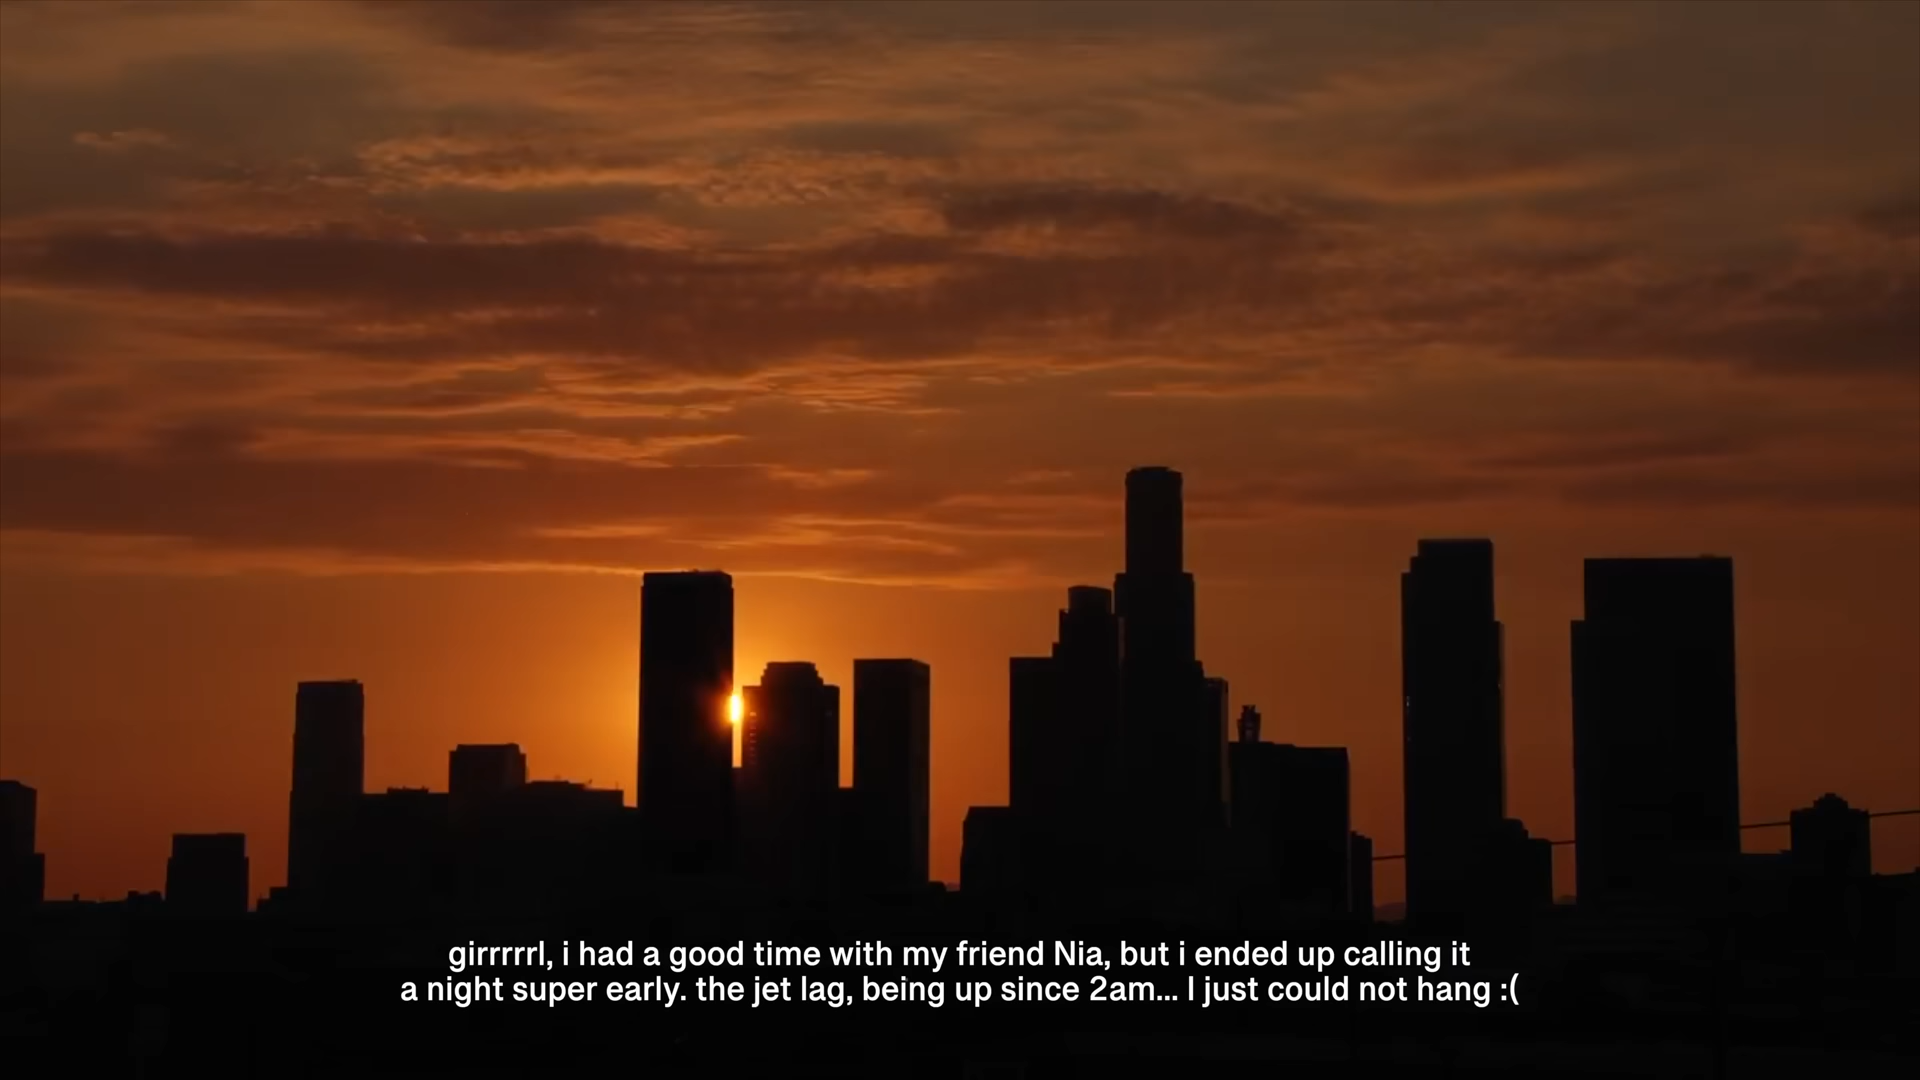 girrrrrl, i had a good time with my friend Nia, but i ended up calling it
a night super early. the jet lag, being up since 2am... I just could not hang :(